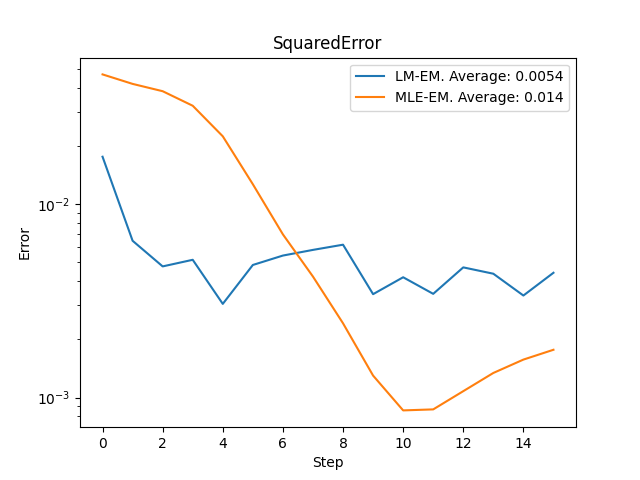 SquaredError
LM-EM. Average: 0.0054
MLE-EM. Average: 0.014
Error
10⁻²
10⁻³
0 2 4 6 8 10 12 14
Step